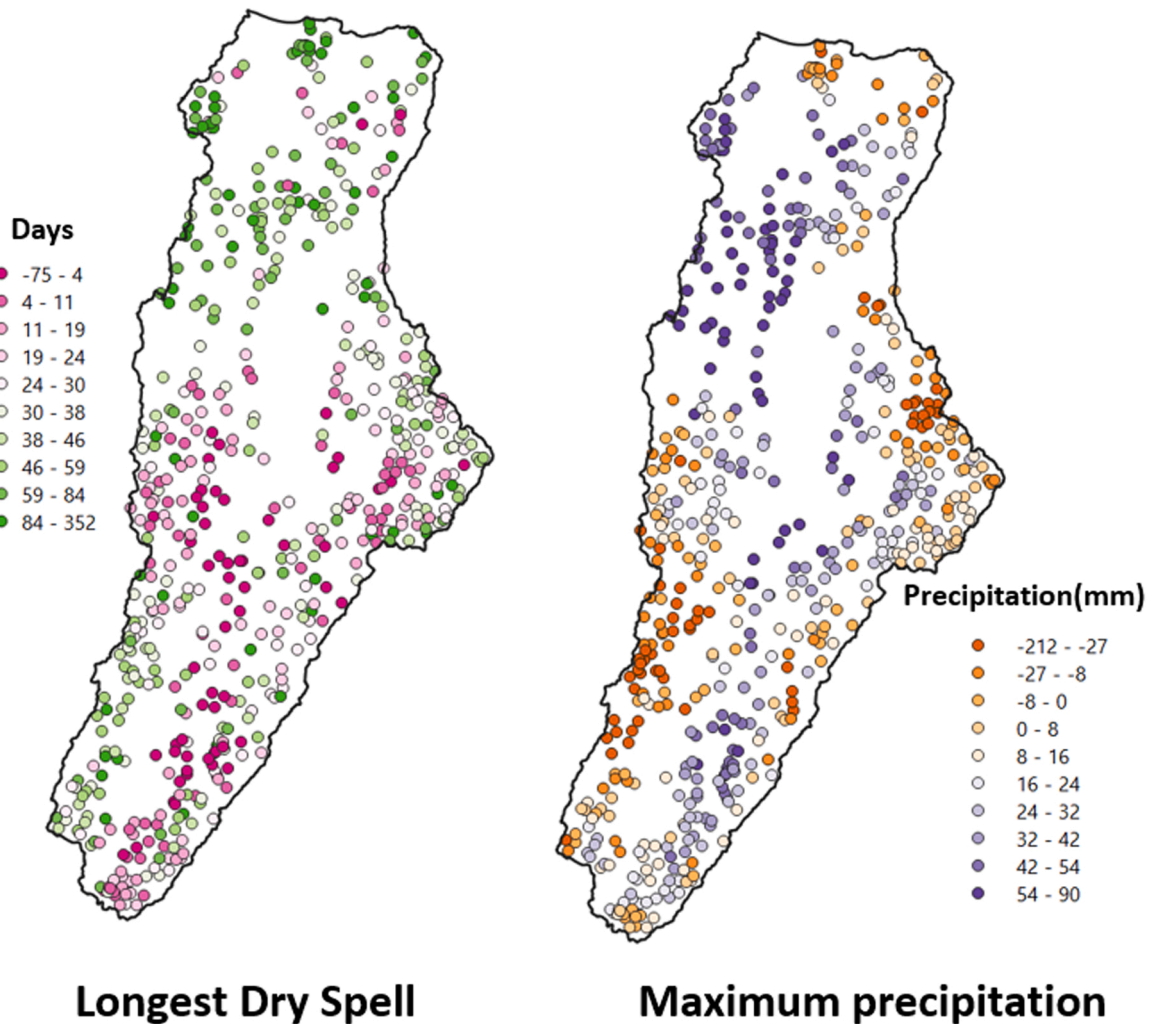 Days
-75 - 4
4 - 11
11 - 19
19 - 24
24 - 30
30 - 38
38 - 46
46 - 59
59 - 84
84 - 352
Precipitation(mm)
-212 - -27
-27 - -8
-8 - 0
0 - 8
8 - 16
16 - 24
24 - 32
32 - 42
42 - 54
54 - 90
Longest Dry Spell
Maximum precipitation